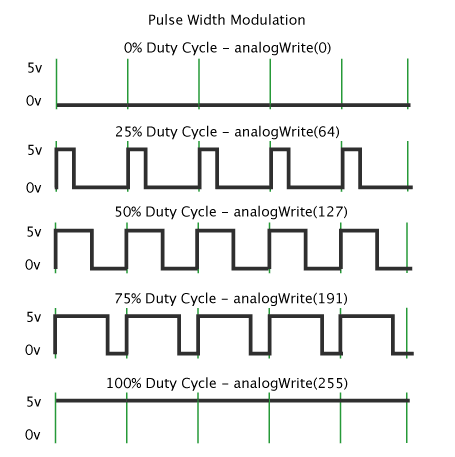 Pulse Width Modulation
0% Duty Cycle – analogWrite(0)
5v
0v
25% Duty Cycle – analogWrite(64)
5v
0v
50% Duty Cycle – analogWrite(127)
5v
0v
75% Duty Cycle – analogWrite(191)
5v
0v
100% Duty Cycle – analogWrite(255)
5v
0v